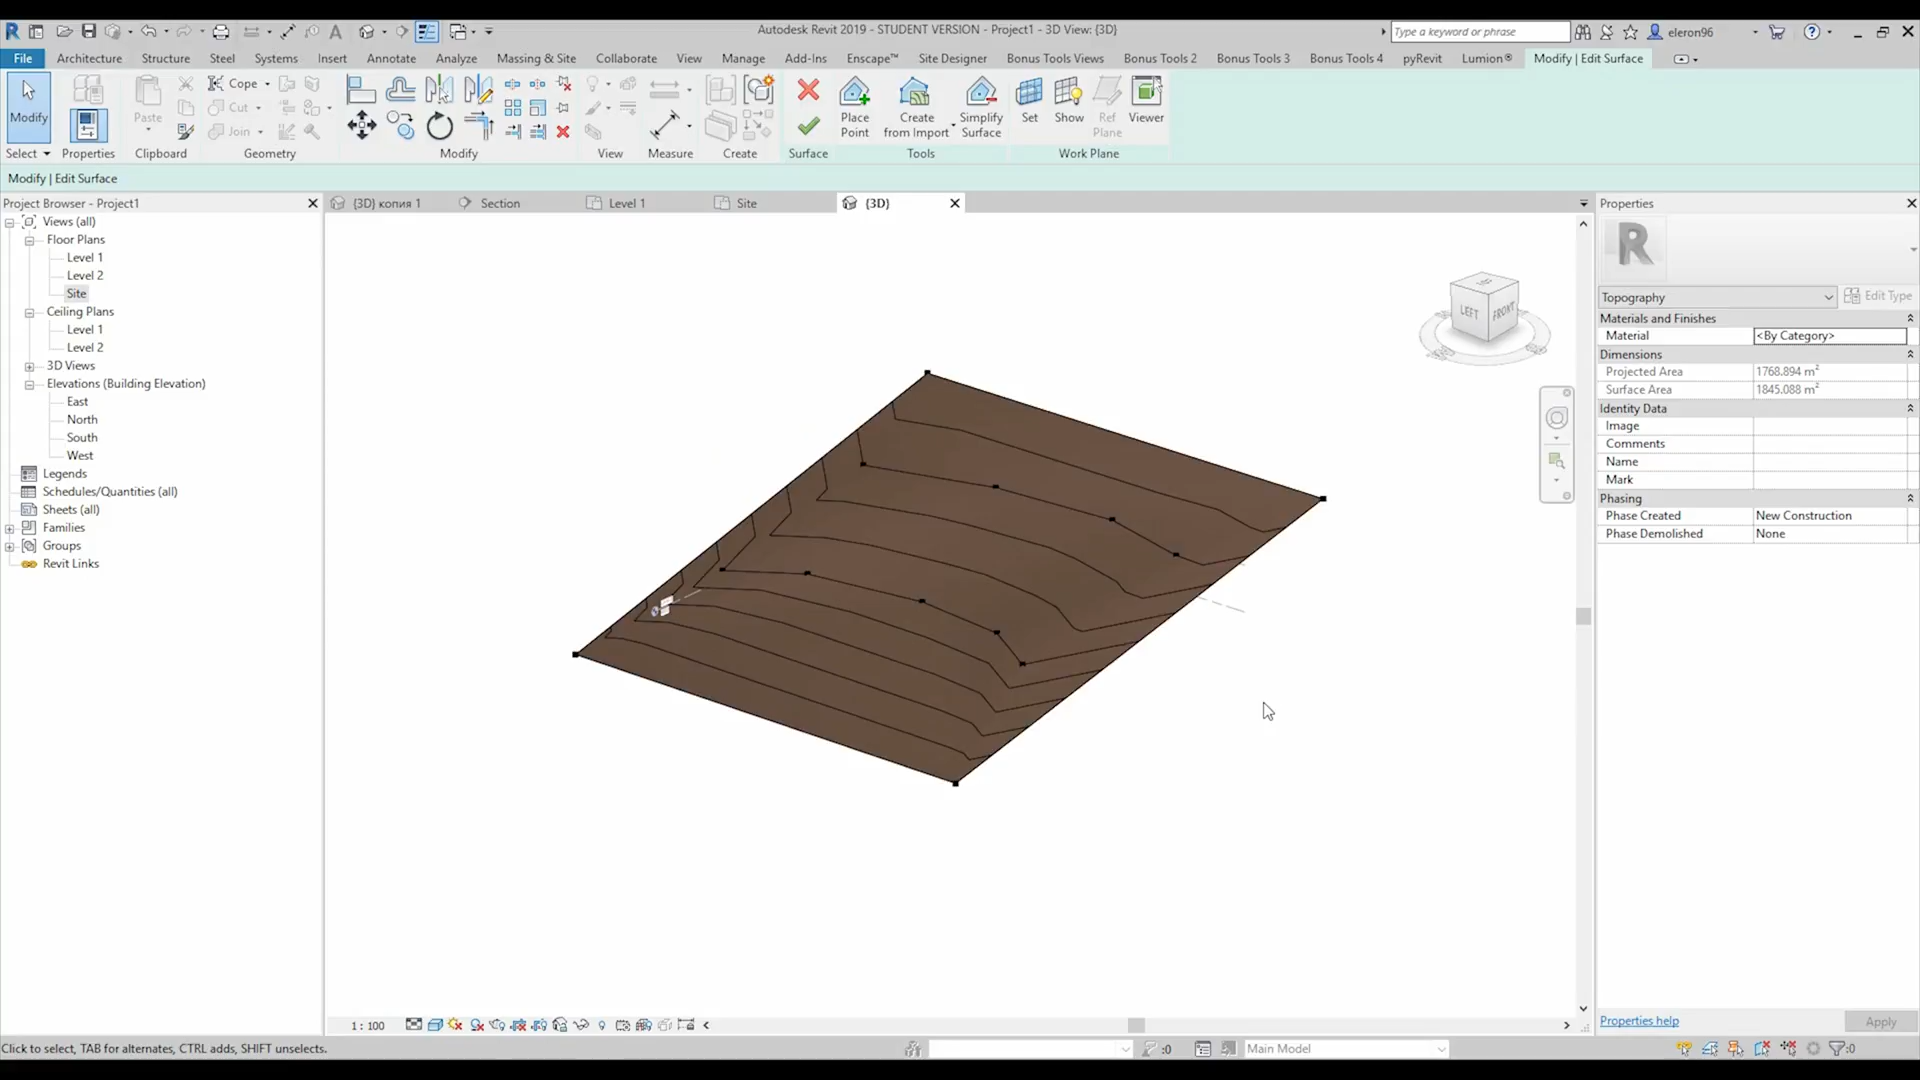 Autodesk Revit 2019 - STUDENT VERSION - Project1 - 3D View: {3D}
Type a keyword or phrase
eleron96
File Architecture Structure Steel Systems Insert Annotate Analyze Massing & Site Collaborate View Manage Add-Ins Enscape™ Site Designer Bonus Tools Views Bonus Tools 2 Bonus Tools 3 Bonus Tools 4 pyRevit Lumion® Modify | Edit Surface
Modify
Paste
Cope
Cut
Join
Place Point
Create from Import
Simplify Surface
Set
Show
Ref Plane
Viewer
Select Properties Clipboard Geometry Modify View Measure Create Surface Tools Work Plane
Modify | Edit Surface
Project Browser - Project1
{3D} копия 1 Section Level 1 Site {3D}
Properties
Views (all)
Floor Plans
Level 1
Level 2
Site
Ceiling Plans
Level 1
Level 2
3D Views
Elevations (Building Elevation)
East
North
South
West
Legends
Schedules/Quantities (all)
Sheets (all)
Families
Groups
Revit Links
LEFT
FRONT
Topography
Edit Type
Materials and Finishes
Material <By Category>
Dimensions
Projected Area 1768.894 m²
Surface Area 1845.088 m²
Identity Data
Image
Comments
Name
Mark
Phasing
Phase Created New Construction
Phase Demolished None
Properties help
Apply
1 : 100
Click to select, TAB for alternates, CTRL adds, SHIFT unselects.
:0
Main Model
:0